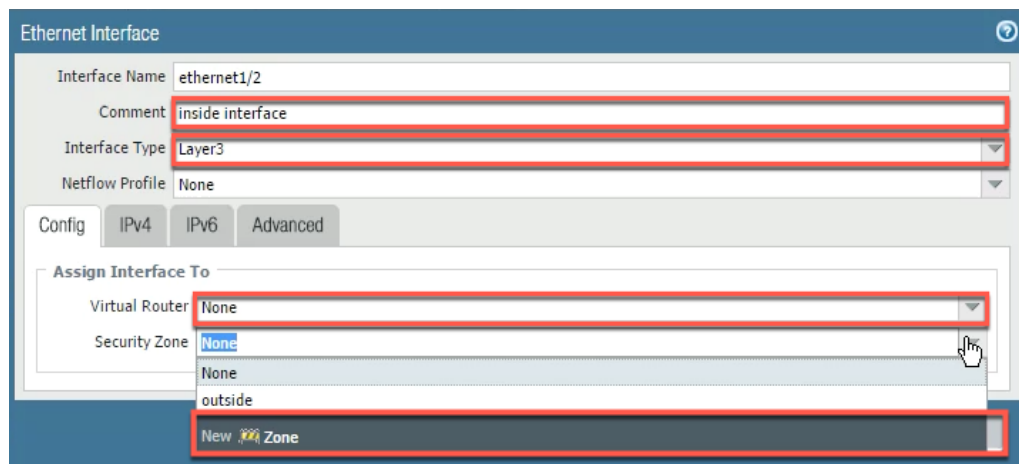 Ethernet Interface
Interface Name ethernet1/2
Comment inside interface
Interface Type Layer3
Netflow Profile None
Config IPv4 IPv6 Advanced
Assign Interface To
Virtual Router None
Security Zone None
None
outside
New Zone